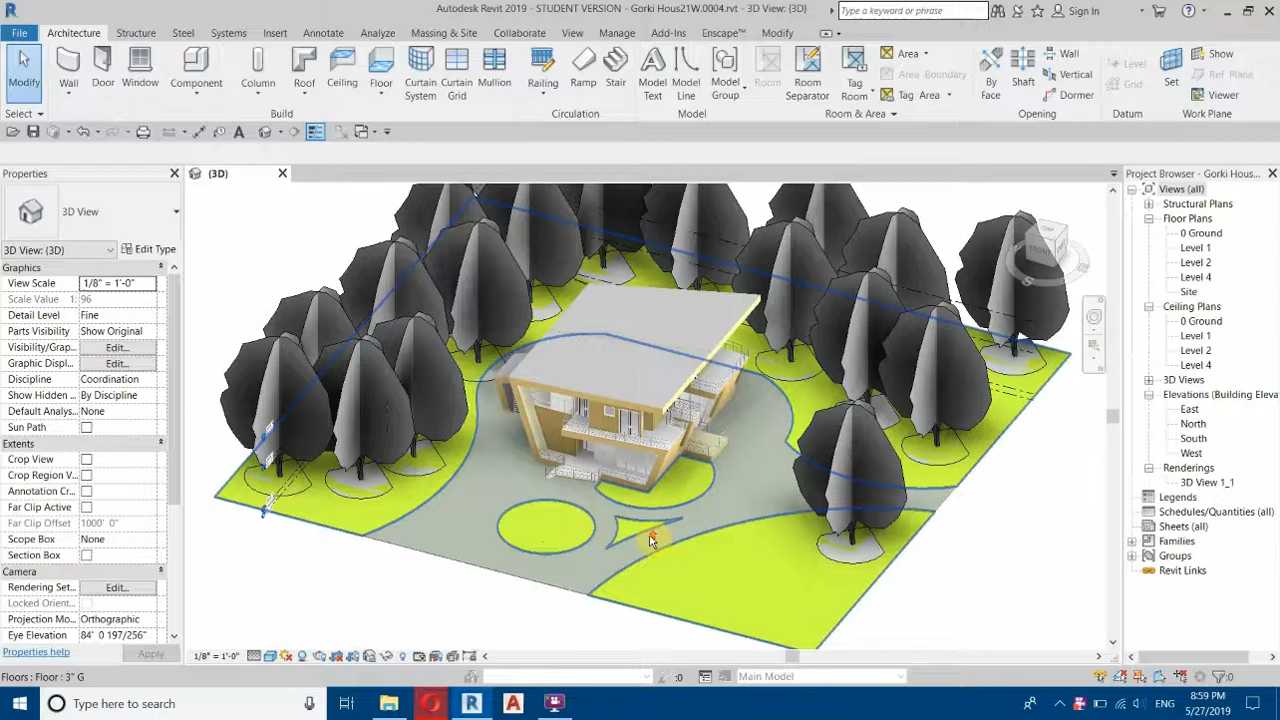 Autodesk Revit 2019 - STUDENT VERSION - Gorki Hous21W.0004.rvt - 3D View: {3D}
Type a keyword or phrase
Sign In
File Architecture Structure Steel Systems Insert Annotate Analyze Massing & Site Collaborate View Manage Add-Ins Enscape™ Modify
Modify Wall Door Window Component Column Roof Ceiling Floor Curtain System Curtain Grid Mullion Railing Ramp Stair Model Text Model Line Model Group Room Room Separator Tag Room
Area
Area Boundary
Tag Area
By Face Shaft
Wall
Vertical
Dormer
Level
Grid
Set
Show
Ref Plane
Viewer
Select Build Circulation Model Room & Area Opening Datum Work Plane
Properties
3D View
3D View: {3D} Edit Type
Graphics
View Scale 1/8" = 1'-0"
Scale Value 1: 96
Detail Level Fine
Parts Visibility Show Original
Visibility/Grap... Edit...
Graphic Displ... Edit...
Discipline Coordination
Show Hidden ... By Discipline
Default Analys... None
Sun Path
Extents
Crop View
Crop Region V...
Annotation Cr...
Far Clip Active
Far Clip Offset 1000' 0"
Scope Box None
Section Box
Camera
Rendering Set... Edit...
Locked Orient...
Projection Mo... Orthographic
Eye Elevation 84' 0 197/256"
Properties help Apply
{3D}
FRONT
1/8" = 1'-0"
Project Browser - Gorki Hous...
Views (all)
Structural Plans
Floor Plans
0 Ground
Level 1
Level 2
Level 4
Site
Ceiling Plans
0 Ground
Level 1
Level 2
Level 4
3D Views
Elevations (Building Eleva
East
North
South
West
Renderings
3D View 1_1
Legends
Schedules/Quantities (all)
Sheets (all)
Families
Groups
Revit Links
Floors : Floor : 3" G
:0
Main Model
:0
Type here to search
ENG
8:59 PM
5/27/2019